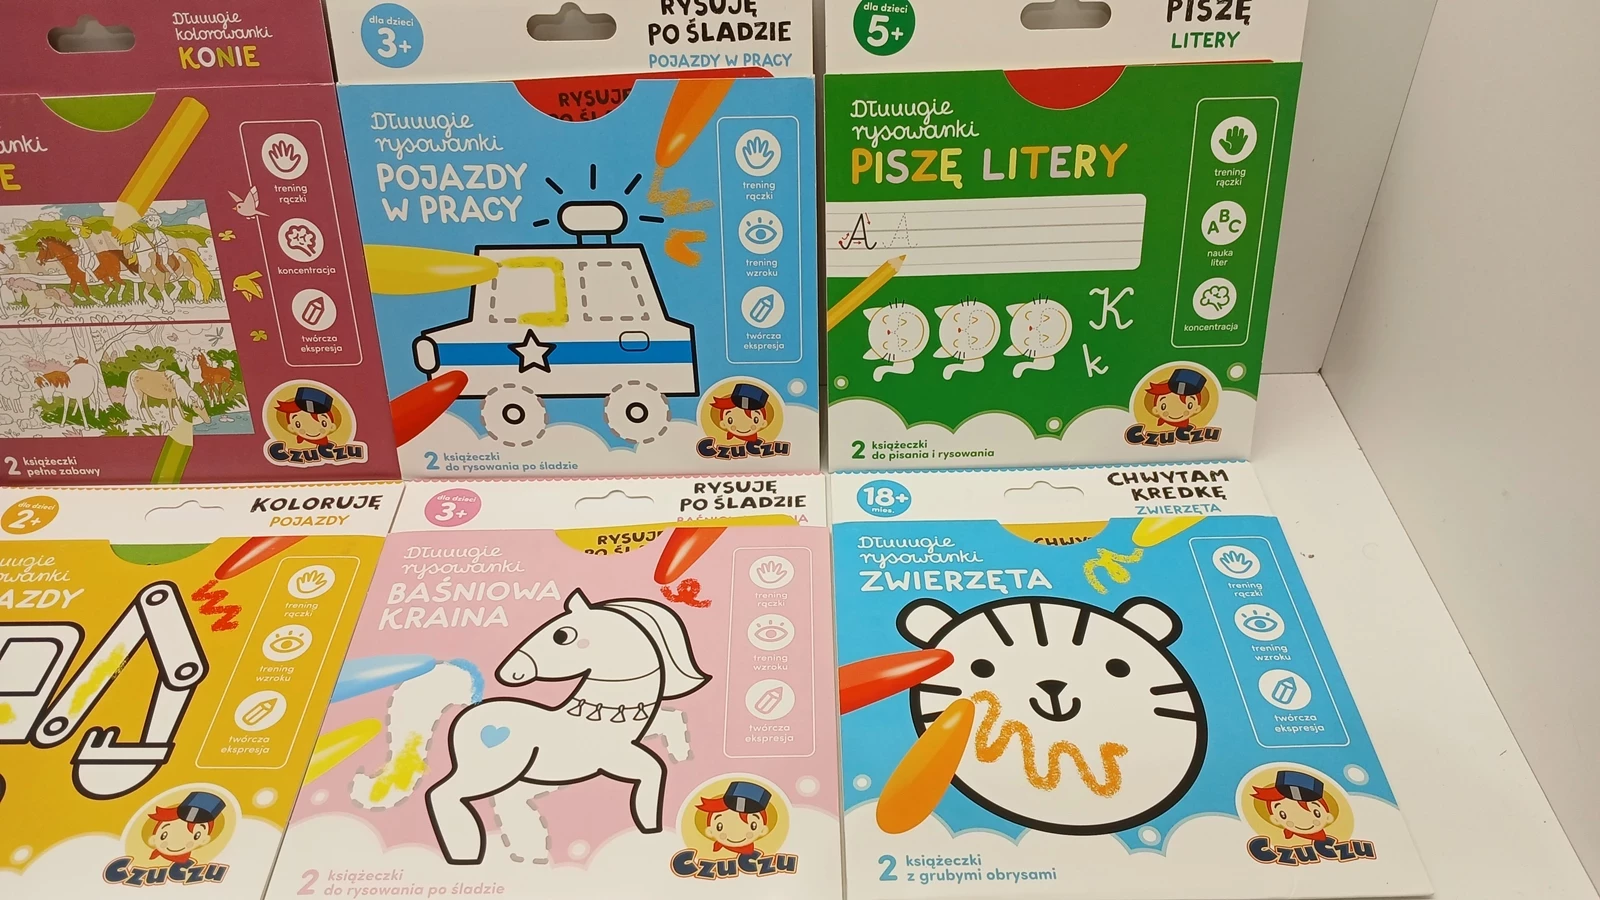 Dłuuugie
kolorowanki
KONIE
trening
rączki
koncentracja
twórcza
ekspresja
2 książeczki
pełne zabawy
CzuCzu
dla dzieci
3+
RYSUJĘ
PO ŚLADZIE
POJAZDY W PRACY
RYSUJĘ
Dłuuugie
rysowanki
POJAZDY
W PRACY
trening
rączki
trening
wzroku
twórcza
ekspresja
2 książeczki
do rysowania po śladzie
CzuCzu
dla dzieci
5+
PISZĘ
LITERY
Dłuuugie
rysowanki
PISZĘ LITERY
A A
K
k
trening
rączki
ABC
nauka
liter
koncentracja
2 książeczki
do pisania i rysowania
CzuCzu
dla dzieci
2+
KOLORUJĘ
POJAZDY
trening
rączki
trening
wzroku
twórcza
ekspresja
CzuCzu
dla dzieci
3+
RYSUJĘ
PO ŚLADZIE
RYSUJĘ
Dłuuugie
rysowanki
BAŚNIOWA
KRAINA
trening
rączki
trening
wzroku
twórcza
ekspresja
2 książeczki
do rysowania po śladzie
CzuCzu
18+
mies.
CHWYTAM
KREDKĘ
ZWIERZĘTA
Dłuuugie
rysowanki
ZWIERZĘTA
trening
rączki
trening
wzroku
twórcza
ekspresja
2 książeczki
z grubymi obrysami
CzuCzu